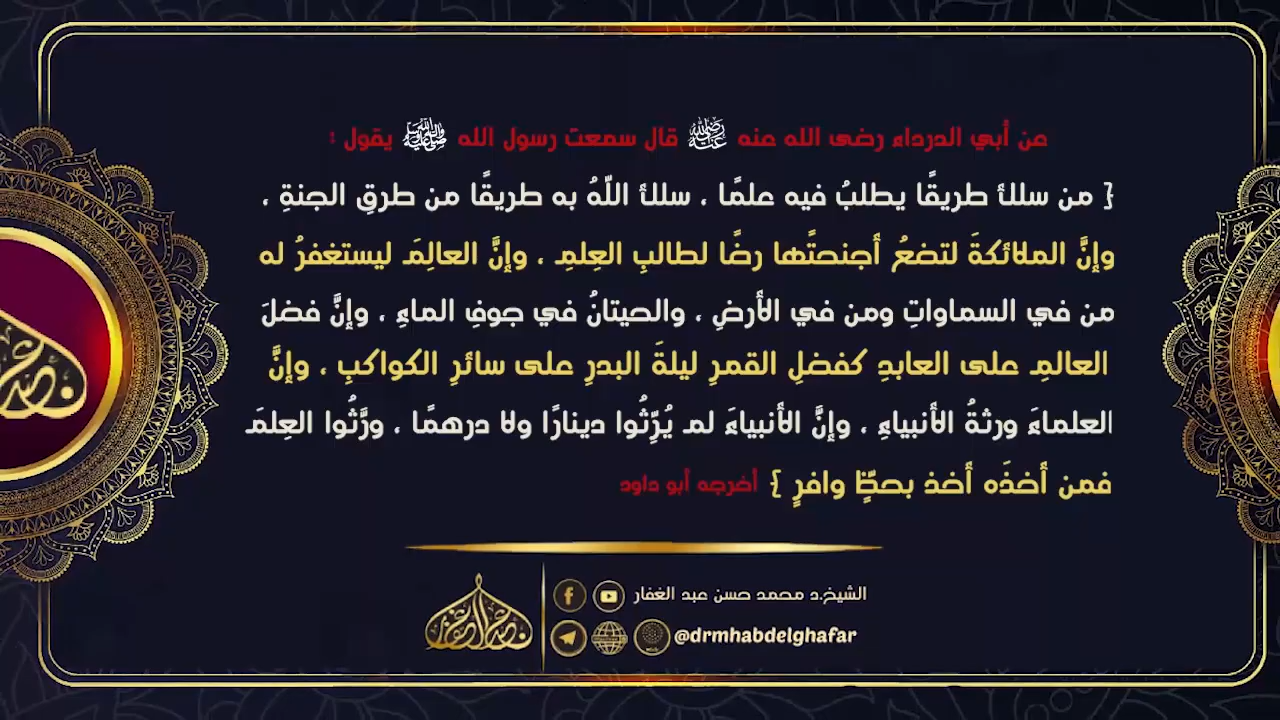 عن أبي الدرداء رضى الله عنه ﵁ قال سمعت رسول الله ﷺ يقول :
{ من سلك طريقًا يطلبُ فيه علمًا ، سلك اللّهُ به طريقًا من طرقِ الجنةِ ،
وإنَّ الملائكةَ لتضعُ أجنحتَها رضًا لطالبِ العِلمِ ، وإنَّ العالِمَ ليستغفرُ له
من في السماواتِ ومن في الأرضِ ، والحيتانُ في جوفِ الماءِ ، وإنَّ فضلَ
العالمِ على العابدِ كفضلِ القمرِ ليلةَ البدرِ على سائرِ الكواكبِ ، وإنَّ
العلماءَ ورثةُ الأنبياءِ ، وإنَّ الأنبياءَ لم يُرِّثُوا دينارًا ولا درهمًا ، ورَّثُوا العِلمَ
فمن أخذَه أخذ بحظٍّ وافرٍ } أخرجه أبو داود
الشيخ.د محمد حسن عبد الغفار
@drmhabdelghafar